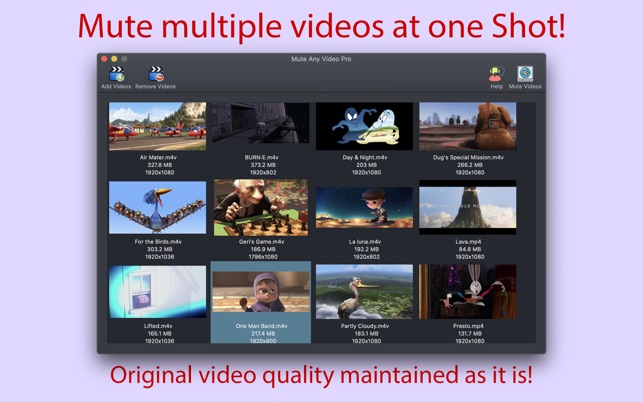 Mute multiple videos at one Shot!
Mute Any Video Pro
Add Videos Remove Videos Help Mute Videos
Air Mater.m4v BURN-E.m4v Day & Night.m4v Dug's Special Mission.m4v
327.8 MB 373.2 MB 203 MB 266.2 MB
1920x1080 1920x802 1920x1080 1920x1080
For the Birds.m4v Geri's Game.m4v La luna.m4v Lava.mp4
303.2 MB 186.9 MB 192.2 MB 84.8 MB
1920x1036 1796x1080 1920x802 1920x1080
Lifted.m4v One Man Band.m4v Partly Cloudy.m4v Presto.mp4
165.1 MB 217.4 MB 183.1 MB 131.7 MB
1920x1036 1920x800 1920x1080 1920x1080
Original video quality maintained as it is!